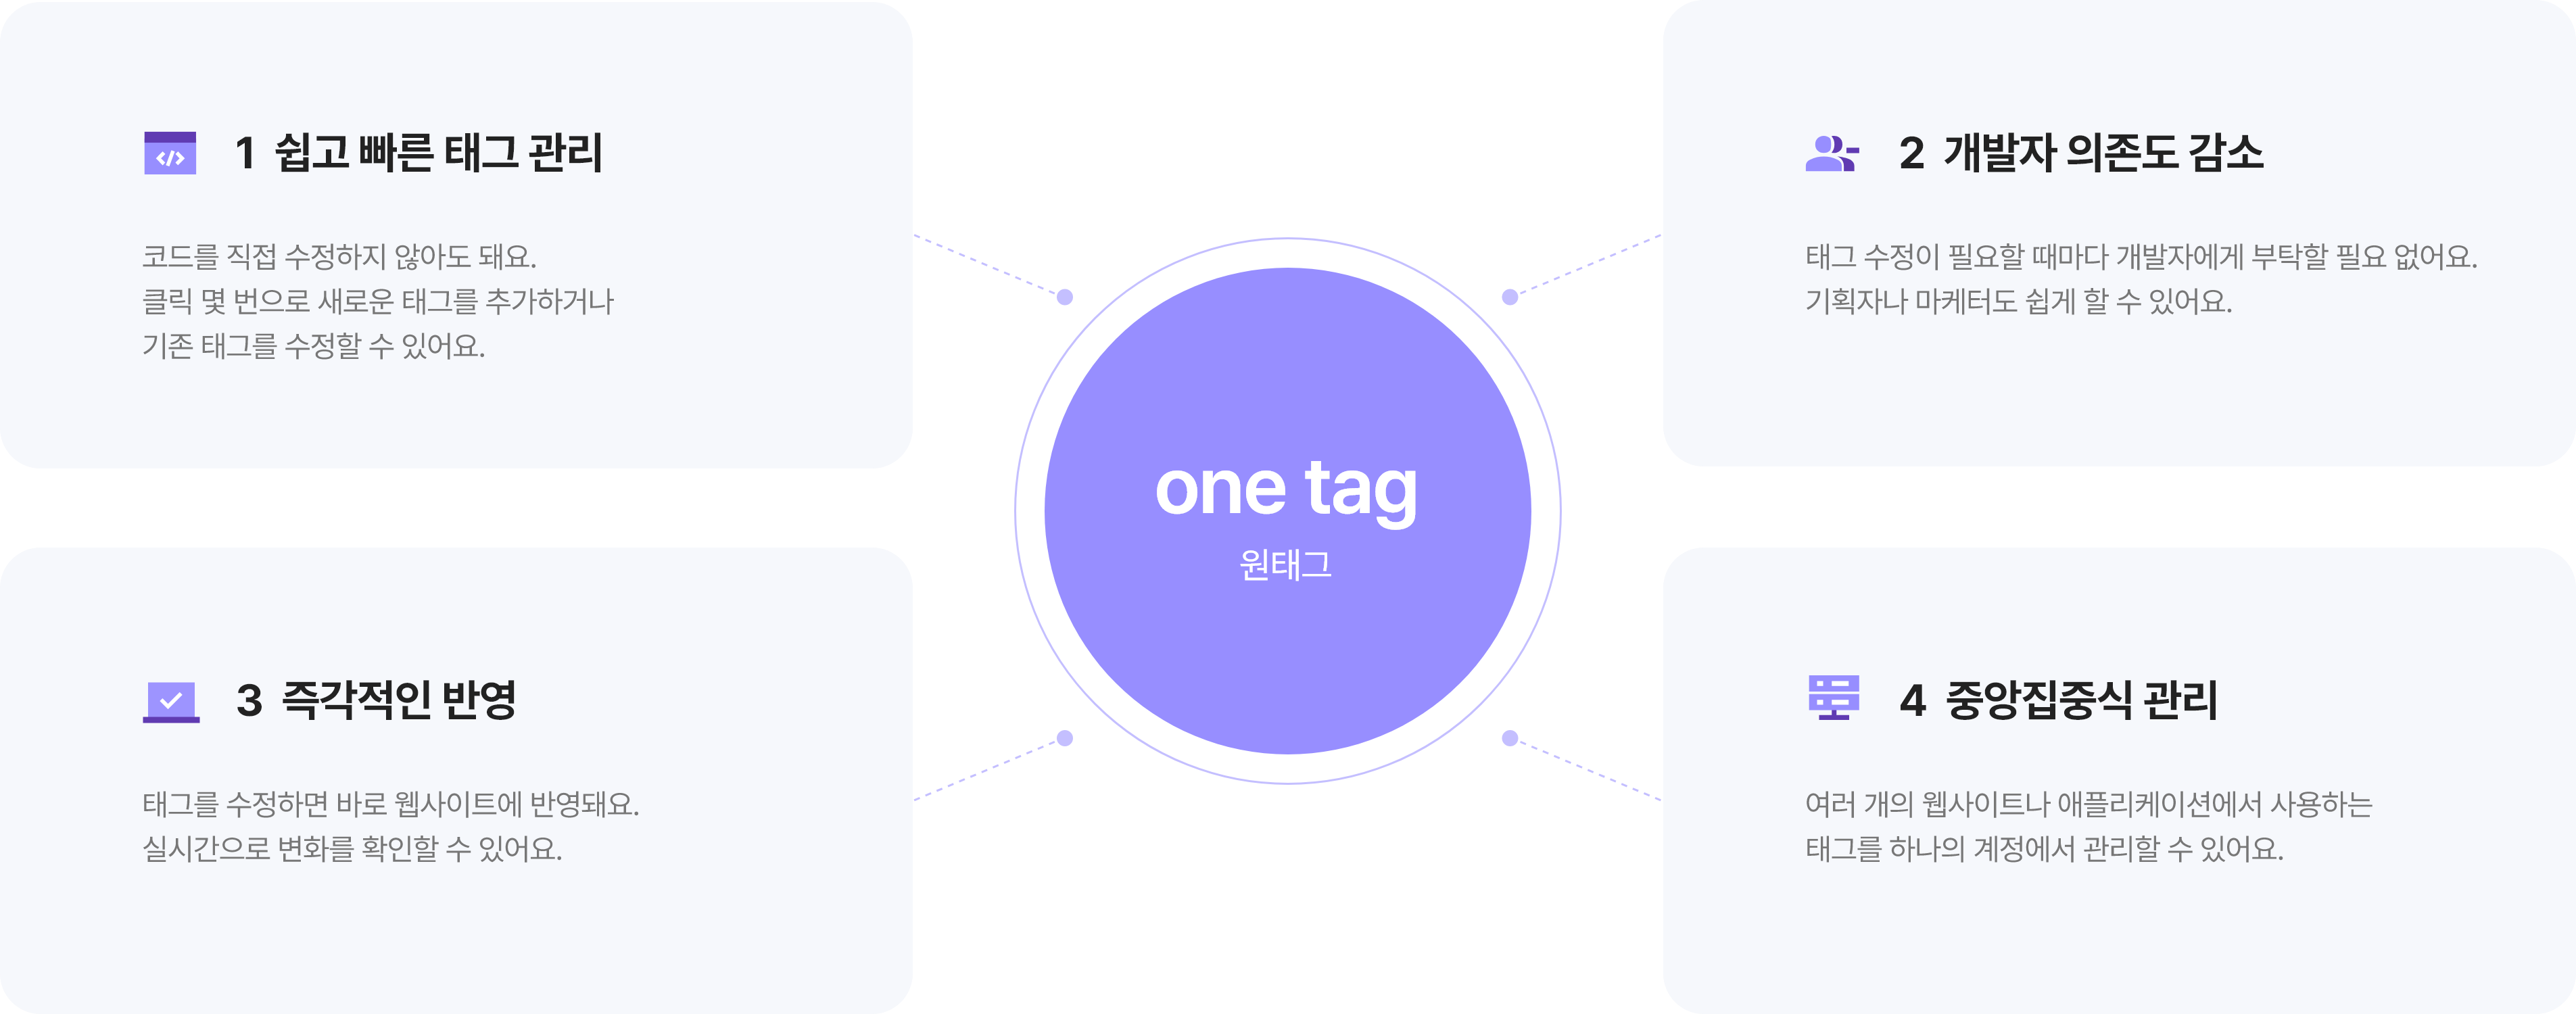 1 쉽고 빠른 태그 관리
코드를 직접 수정하지 않아도 돼요.
클릭 몇 번으로 새로운 태그를 추가하거나
기존 태그를 수정할 수 있어요.
2 개발자 의존도 감소
태그 수정이 필요할 때마다 개발자에게 부탁할 필요 없어요.
기획자나 마케터도 쉽게 할 수 있어요.
one tag
원태그
3 즉각적인 반영
태그를 수정하면 바로 웹사이트에 반영돼요.
실시간으로 변화를 확인할 수 있어요.
4 중앙집중식 관리
여러 개의 웹사이트나 애플리케이션에서 사용하는
태그를 하나의 계정에서 관리할 수 있어요.